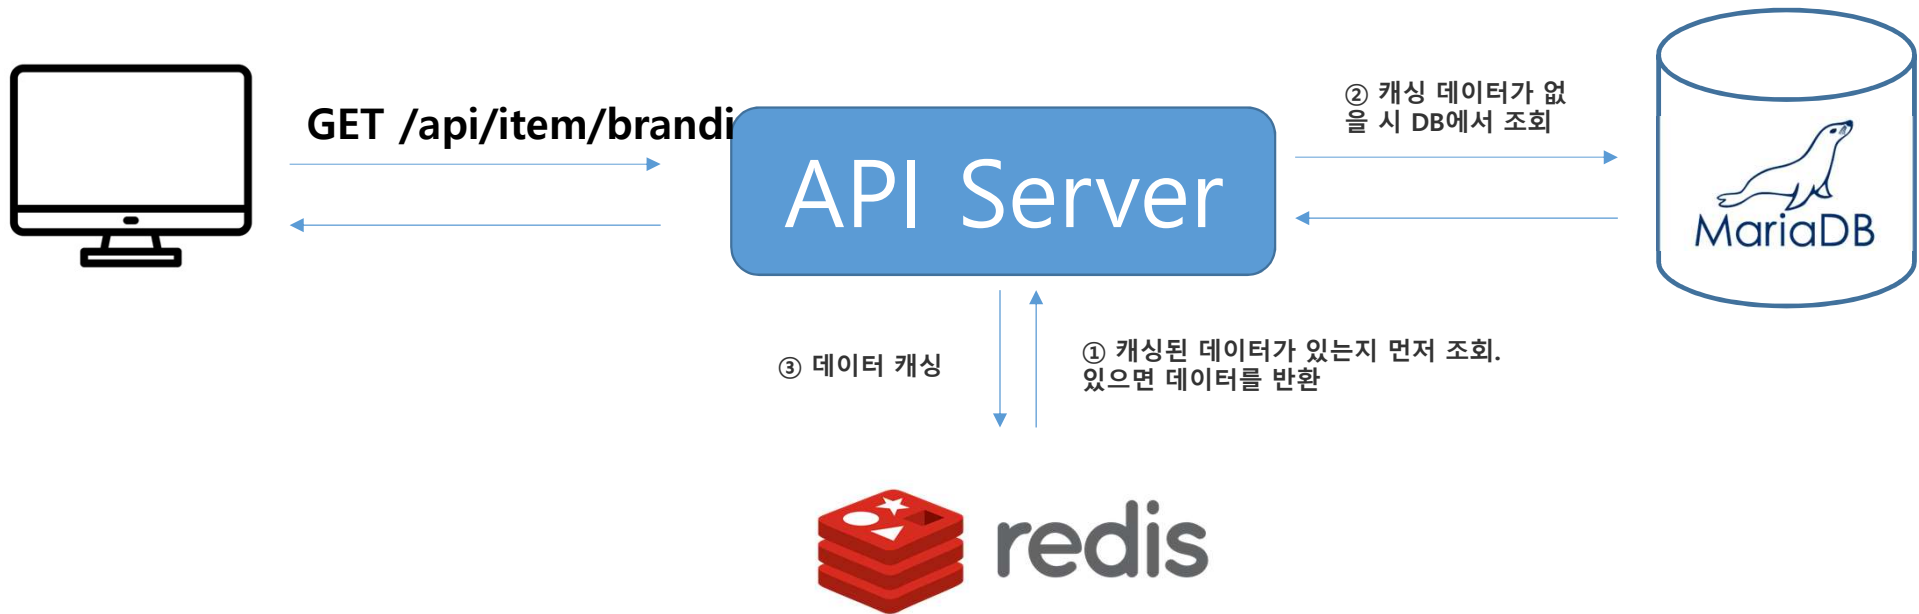 GET /api/item/brandi
API Server
② 캐싱 데이터가 없
을 시 DB에서 조회
MariaDB
③ 데이터 캐싱
① 캐싱된 데이터가 있는지 먼저 조회.
있으면 데이터를 반환
redis